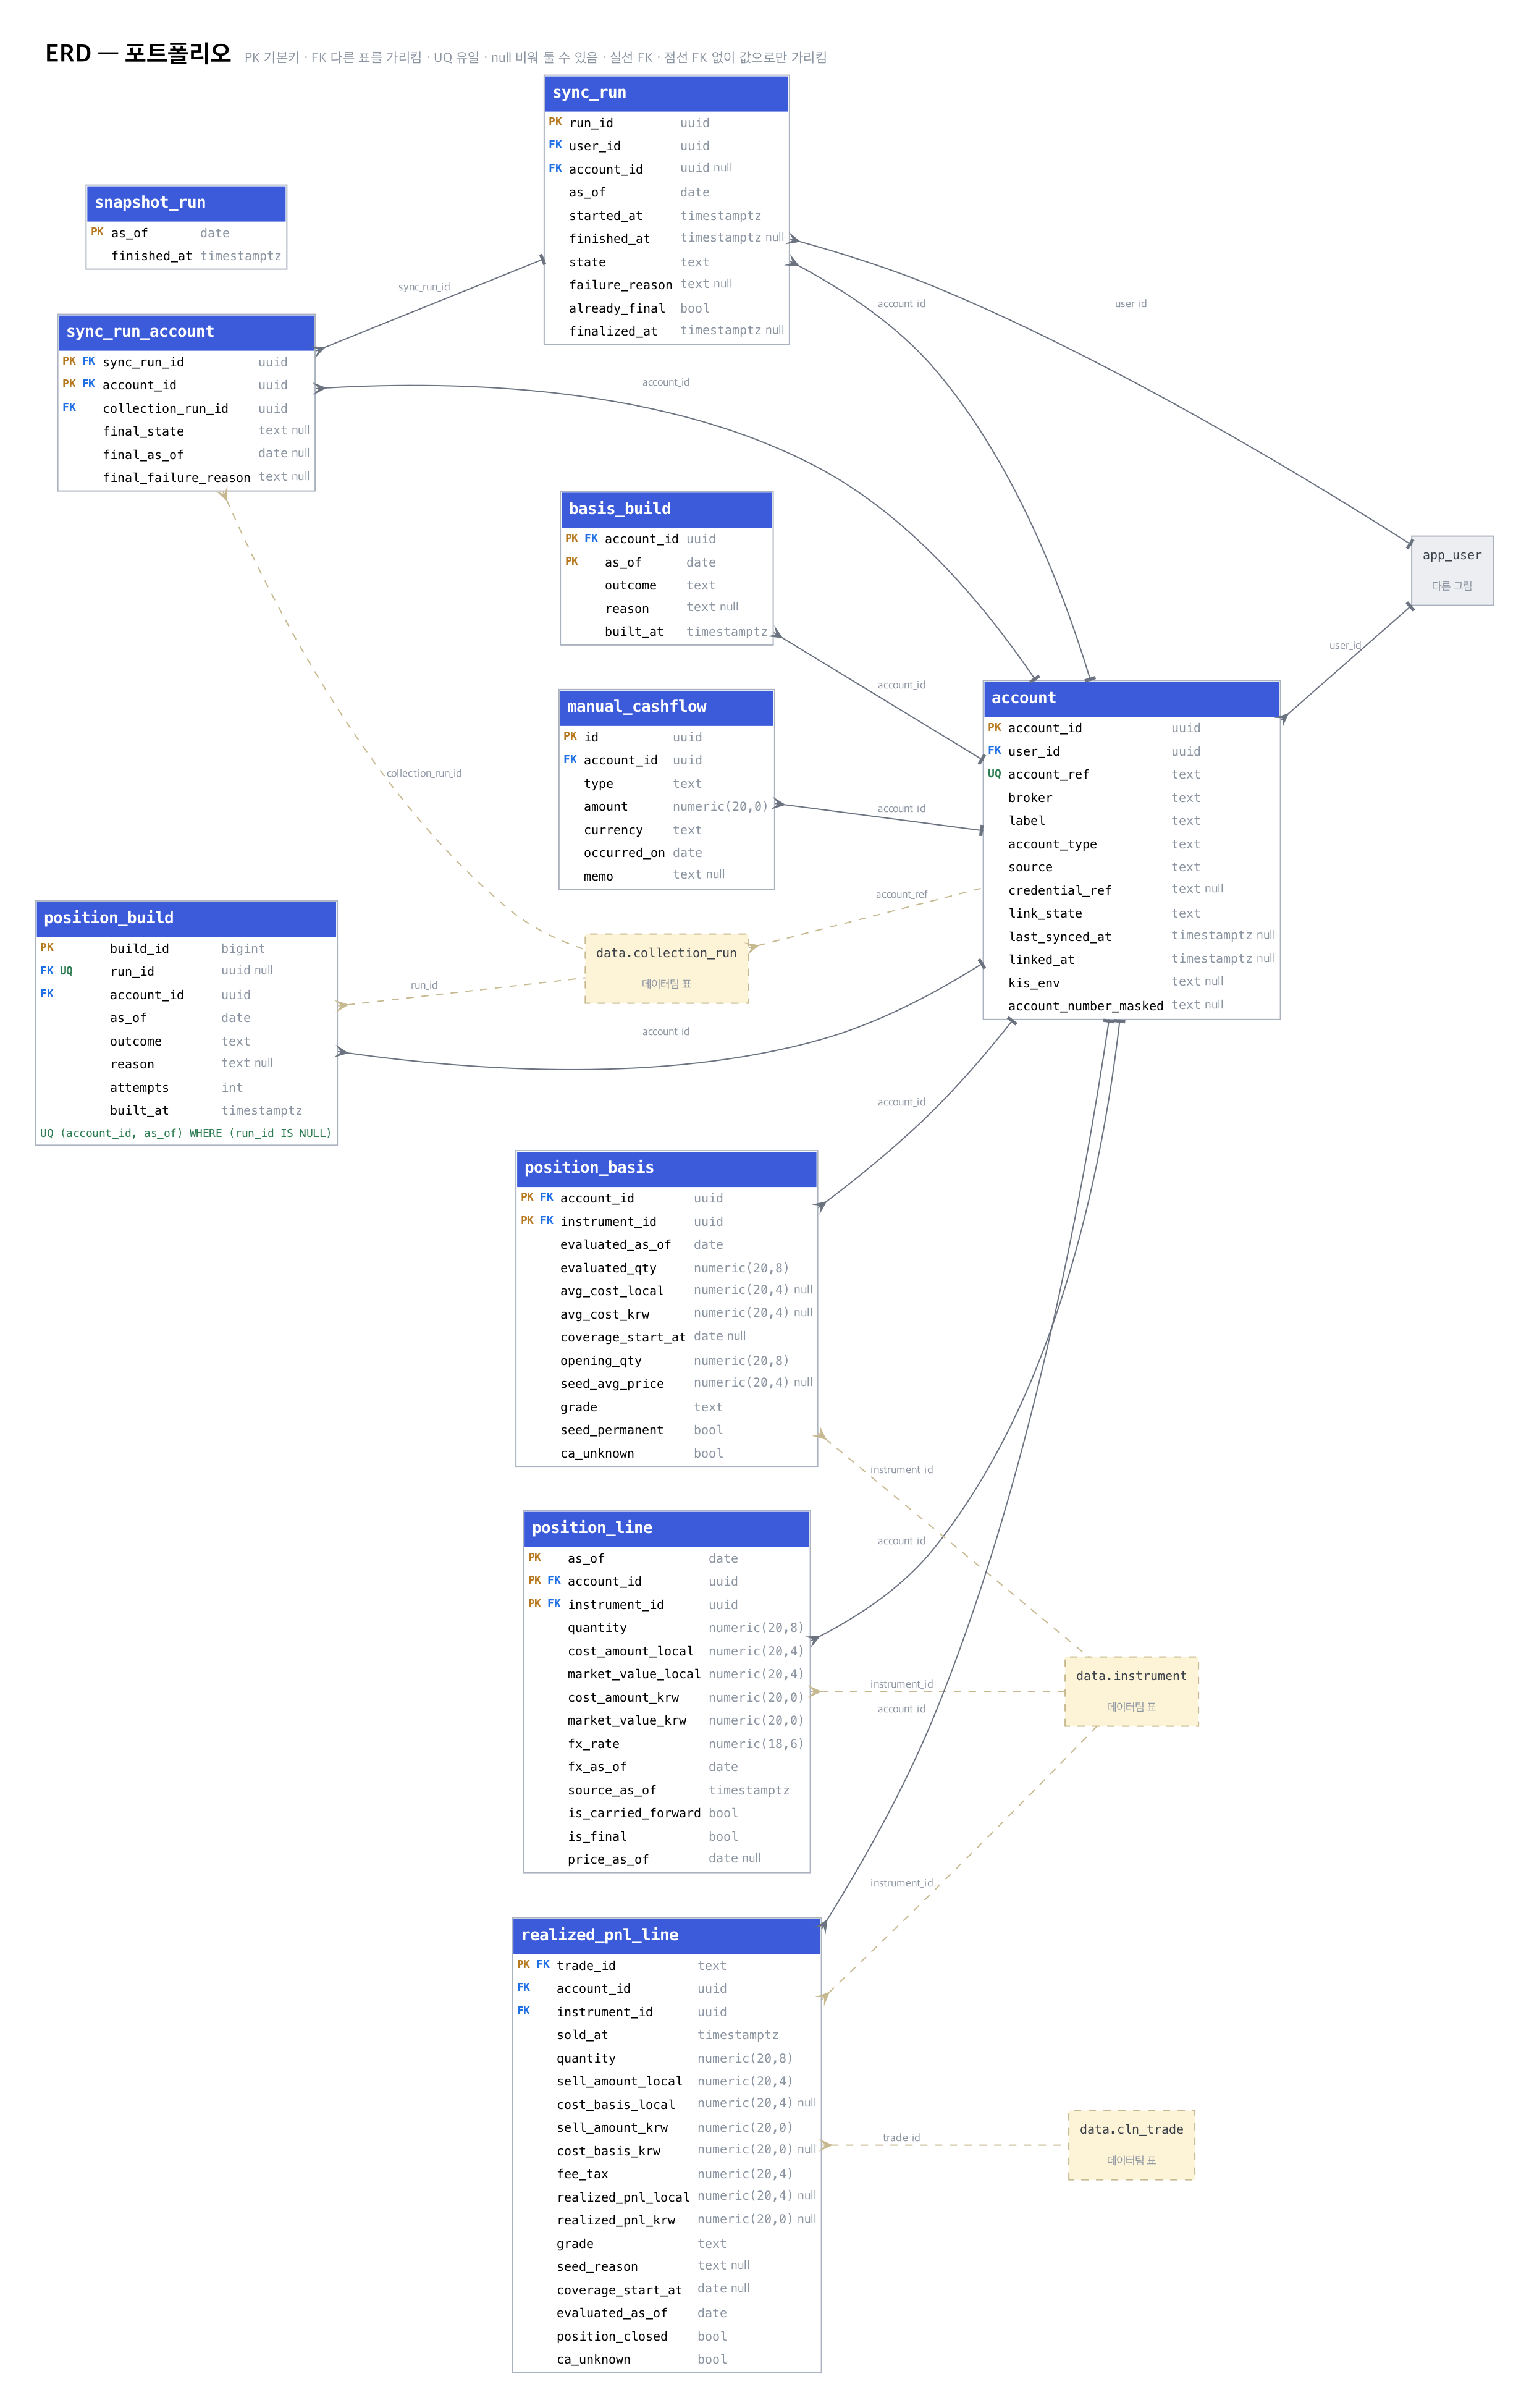 ERD — 포트폴리오 PK 기본키 · FK 다른 표를 가리킴 · UQ 유일 · null 비워 둘 수 있음 · 실선 FK · 점선 FK 없이 값으로만 가리킴
sync_run
PK run_id uuid
FK user_id uuid
FK account_id uuid null
as_of date
started_at timestamptz
finished_at timestamptz null
state text
failure_reason text null
already_final bool
finalized_at timestamptz null
snapshot_run
PK as_of date
finished_at timestamptz
sync_run_id
account_id
user_id
sync_run_account
PK FK sync_run_id uuid
PK FK account_id uuid
FK collection_run_id uuid
final_state text null
final_as_of date null
final_failure_reason text null
account_id
basis_build
PK FK account_id uuid
PK as_of date
outcome text
reason text null
built_at timestamptz
app_user
다른 그림
user_id
account_id
manual_cashflow
PK id uuid
FK account_id uuid
type text
amount numeric(20,0)
currency text
occurred_on date
memo text null
account_id
account
PK account_id uuid
FK user_id uuid
UQ account_ref text
broker text
label text
account_type text
source text
credential_ref text null
link_state text
last_synced_at timestamptz null
linked_at timestamptz null
kis_env text null
account_number_masked text null
collection_run_id
account_ref
data.collection_run
데이터팀 표
run_id
position_build
PK build_id bigint
FK UQ run_id uuid null
FK account_id uuid
as_of date
outcome text
reason text null
attempts int
built_at timestamptz
UQ (account_id, as_of) WHERE (run_id IS NULL)
account_id
account_id
position_basis
PK FK account_id uuid
PK FK instrument_id uuid
evaluated_as_of date
evaluated_qty numeric(20,8)
avg_cost_local numeric(20,4) null
avg_cost_krw numeric(20,4) null
coverage_start_at date null
opening_qty numeric(20,8)
seed_avg_price numeric(20,4) null
grade text
seed_permanent bool
ca_unknown bool
instrument_id
account_id
position_line
PK as_of date
PK FK account_id uuid
PK FK instrument_id uuid
quantity numeric(20,8)
cost_amount_local numeric(20,4)
market_value_local numeric(20,4)
cost_amount_krw numeric(20,0)
market_value_krw numeric(20,0)
fx_rate numeric(18,6)
fx_as_of date
source_as_of timestamptz
is_carried_forward bool
is_final bool
price_as_of date null
instrument_id
account_id
data.instrument
데이터팀 표
instrument_id
realized_pnl_line
PK FK trade_id text
FK account_id uuid
FK instrument_id uuid
sold_at timestamptz
quantity numeric(20,8)
sell_amount_local numeric(20,4)
cost_basis_local numeric(20,4) null
sell_amount_krw numeric(20,0)
cost_basis_krw numeric(20,0) null
fee_tax numeric(20,4)
realized_pnl_local numeric(20,4) null
realized_pnl_krw numeric(20,0) null
grade text
seed_reason text null
coverage_start_at date null
evaluated_as_of date
position_closed bool
ca_unknown bool
trade_id
data.cln_trade
데이터팀 표